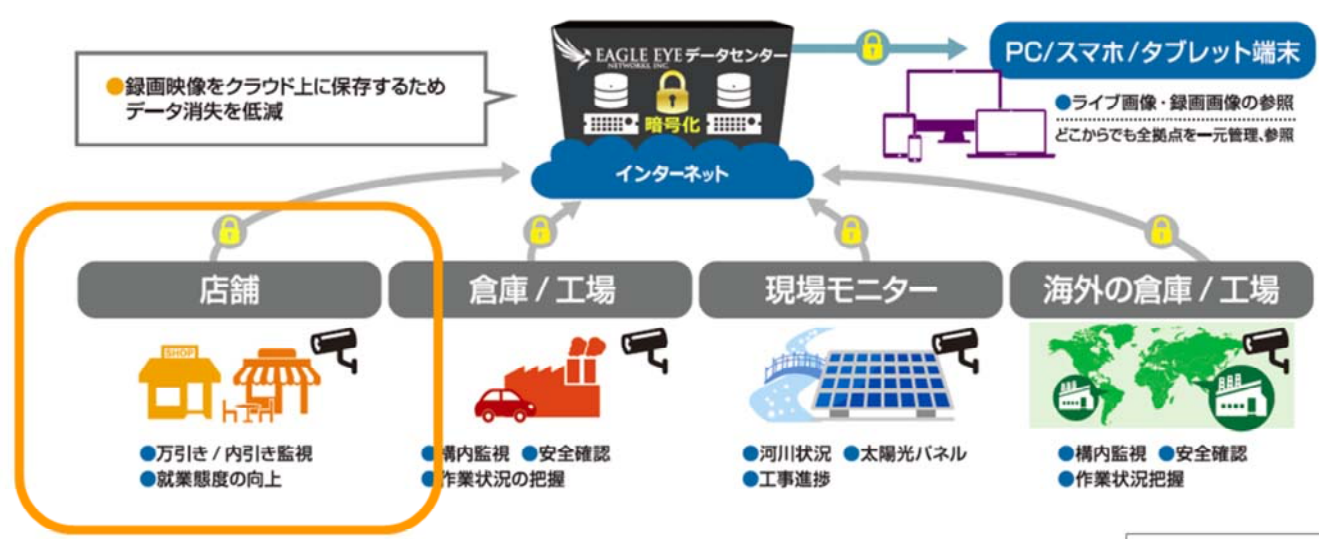 EAGLE EYE データセンター
NETWORKS INC.
暗号化
インターネット
●録画映像をクラウド上に保存するため
データ消失を低減
PC/スマホ/タブレット端末
●ライブ画像・録画画像の参照
どこからでも全拠点を一元管理、参照
店舗
SHOP
●万引き / 内引き監視
●就業態度の向上
倉庫 / 工場
●構内監視 ●安全確認
●作業状況の把握
現場モニター
●河川状況 ●太陽光パネル
●工事進捗
海外の倉庫 / 工場
●構内監視 ●安全確認
●作業状況把握